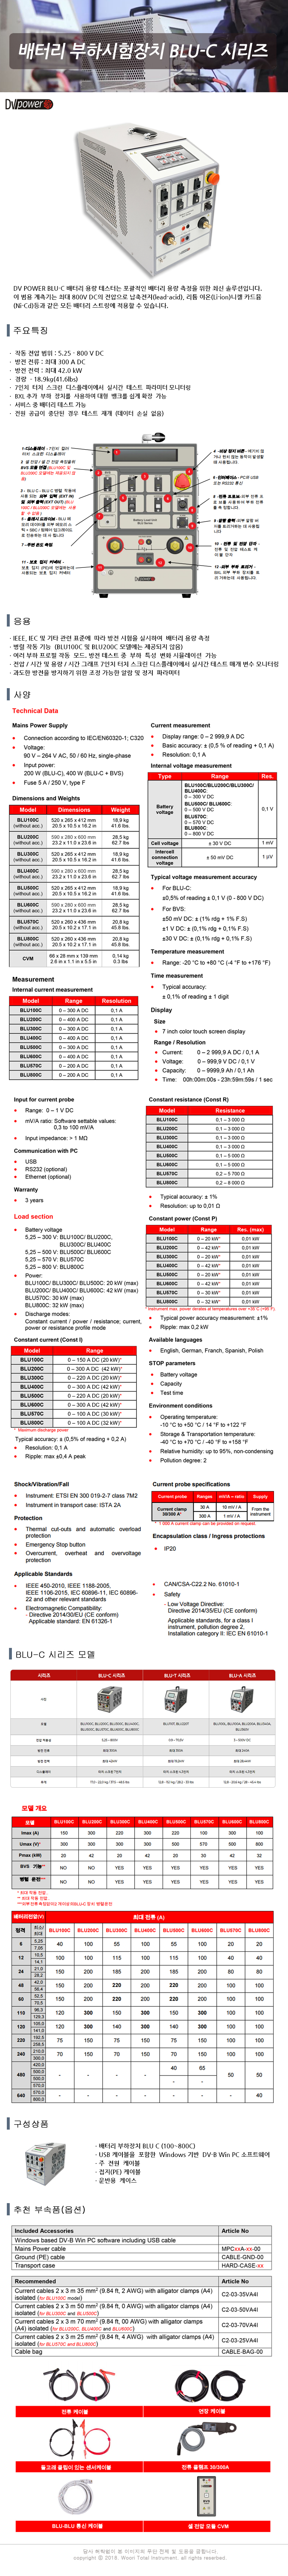 배터리 부하시험장치 BLU-C 시리즈
DV power
DV POWER BLU-C 배터리 용량 테스터는 포괄적인 배터리 용량 측정을 위한 최신 솔루션입니다.
이 범용 계측기는 최대 800V DC의 전압으로 납축전지(lead-acid), 리튬 이온(Li-ion)니켈 카드뮴
(Ni-Cd)등과 같은 모든 배터리 스트링에 적용될 수 있습니다.
주요특징
· 작동 전압 범위 : 5.25 - 800 V DC
· 방전 전류 : 최대 300 A DC
· 방전 전력 : 최대 42.0 kW
· 경량 - 18.9kg(41.6lbs)
· 7인치 터치 스크린 디스플레이에서 실시간 테스트 파라미터 모니터링
· BXL 추가 부하 장치를 사용하여 대형 뱅크를 쉽게 확장 가능
· 서비스 중 배터리 테스트 가능
· 전원 공급이 중단된 경우 테스트 재개 (데이터 손실 없음)
응용
· IEEE, IEC 및 기타 관련 표준에 따라 방전 시험을 실시하여 배터리 용량 측정
· 병렬 작동 가능 (BLU100C 및 BLU200C 모델에는 제공되지 않음)
· 전압 / 시간 및 용량 / 시간 그래프 7인치 터치 스크린 디스플레이에서 실시간 테스트 매개 변수 모니터링
· 과도한 방전을 방지하기 위한 조정 가능한 알람 및 정지 파라미터
사양
Technical Data
Mains Power Supply
Connection according to IEC/EN60320-1; C320
Voltage:
90 V – 264 V AC, 50 / 60 Hz, single-phase
Input power:
200 W (BLU-C), 400 W (BLU-C + BVS)
Fuse 5 A / 250 V, type F
Dimensions and Weights
Model Dimensions Weight
BLU100C (without acc.) 520 x 265 x 412 mm 20.5 x 10.5 x 16.2 in 18,9 kg 41.6 lbs.
BLU200C (without acc.) 590 x 280 x 600 mm 23.2 x 11.0 x 23.6 in 28,5 kg 62.7 lbs
BLU300C (without acc.) 520 x 265 x 412 mm 20.5 x 10.5 x 16.2 in 18,9 kg 41.6 lbs.
BLU400C (without acc.) 590 x 280 x 600 mm 23.2 x 11.0 x 23.6 in 28,5 kg 62.7 lbs
BLU500C (without acc.) 520 x 265 x 412 mm 20.5 x 10.5 x 16.2 in 18,9 kg 41.6 lbs.
BLU600C (without acc.) 590 x 280 x 600 mm 23.2 x 11.0 x 23.6 in 28,5 kg 62.7 lbs
BLU570C (without acc.) 520 x 260 x 436 mm 20.5 x 10.2 x 17.1 in 20,8 kg 45.8 lbs
BLU800C (without acc.) 520 x 260 x 436 mm 20.5 x 10.2 x 17.1 in 20,8 kg 45.8 lbs
CVM 66 x 28 x 139 mm 2.6 in x 1.1 in x 5.5 in 0,14 kg 0.3 lbs
Measurement
Internal current measurement
Model Range Resolution
BLU100C 0 – 300 A DC 0,1 A
BLU200C 0 – 400 A DC 0,1 A
BLU300C 0 – 300 A DC 0,1 A
BLU400C 0 – 300 A DC 0,1 A
BLU500C 0 – 300 A DC 0,1 A
BLU600C 0 – 400 A DC 0,1 A
BLU570C 0 – 200 A DC 0,1 A
BLU800C 0 – 200 A DC 0,1 A
Current measurement
Display range: 0 – 2 999,9 A DC
Basic accuracy: ± (0,5 % of reading + 0,1 A)
Resolution: 0,1 A
Internal voltage measurement
Type Range Res.
Battery voltage
BLU100C/BLU200C/BLU300C/
BLU400C:
0 – 300 V DC
BLU500C/ BLU600C:
0 – 500 V DC
BLU570C:
0 – 570 V DC
BLU800C:
0 – 800 V DC
0,1 V
Cell voltage ± 30 V DC 1 mV
Intercell connection voltage ± 50 mV DC 1 µV
Typical voltage measurement accuracy
For BLU-C:
±0,5% of reading ± 0,1 V (0 - 800 V DC)
For BVS:
±50 mV DC: ± (1% rdg + 1% F.S)
±1 V DC: ± (0,1% rdg + 0,1% F.S)
±30 V DC: ± (0,1% rdg + 0,1% F.S)
Temperature measurement
Range: -20 °C to +80 °C (-4 °F to +176 °F)
Time measurement
Typical accuracy:
± 0,1% of reading ± 1 digit
Display
Size
7 inch color touch screen display
Range / Resolution
Current: 0 – 2 999,9 A DC / 0,1 A
Voltage: 0 – 999,9 V DC / 0,1 V
Capacity: 0 – 9999,9 Ah / 0,1 Ah
Time: 00h:00m:00s - 23h:59m:59s / 1 sec
Input for current probe
Range: 0 – 1 V DC
mV/A ratio: Software settable values:
0,3 to 100 mV/A
Input impedance: > 1 MΩ
Communication with PC
USB
RS232 (optional)
Ethernet (optional)
Warranty
3 years
Load section
Battery voltage
5,25 – 300 V: BLU100C/ BLU200C,
BLU300C/ BLU400C
5,25 – 500 V: BLU500C/ BLU600C
5,25 – 570 V: BLU570C
5,25 – 800 V: BLU800C
Power:
BLU100C/ BLU300C/ BLU500C: 20 kW (max)
BLU200C/ BLU400C/ BLU600C: 42 kW (max)
BLU570C: 30 kW (max)
BLU800C: 32 kW (max)
Discharge modes:
Constant current / power / resistance; current,
power or resistance profile mode
Constant current (Const I)
Model Range
BLU100C 0 – 150 A DC (20 kW)*
BLU200C 0 – 300 A DC (42 kW)*
BLU300C 0 – 220 A DC (20 kW)*
BLU400C 0 – 300 A DC (42 kW)*
BLU500C 0 – 220 A DC (20 kW)*
BLU600C 0 – 300 A DC (42 kW)*
BLU570C 0 – 100 A DC (30 kW)*
BLU800C 0 – 100 A DC (32 kW)*
* Maximum discharge power
Typical accuracy: ± (0,5% of reading + 0,2 A)
Resolution: 0,1 A
Ripple: max ±0,4 A peak
Constant resistance (Const R)
Model Resistance
BLU100C 0,1 – 3 000 Ω
BLU200C 0,1 – 3 000 Ω
BLU300C 0,1 – 3 000 Ω
BLU400C 0,1 – 3 000 Ω
BLU500C 0,1 – 5 000 Ω
BLU600C 0,1 – 5 000 Ω
BLU570C 0,2 – 5 700 Ω
BLU800C 0,2 – 8 000 Ω
Typical accuracy: ± 1%
Resolution: up to 0,01 Ω
Constant power (Const P)
Model Range Res. (max)
BLU100C 0 – 20 kW* 0,01 kW
BLU200C 0 – 42 kW* 0,01 kW
BLU300C 0 – 20 kW* 0,01 kW
BLU400C 0 – 42 kW* 0,01 kW
BLU500C 0 – 20 kW* 0,01 kW
BLU600C 0 – 42 kW* 0,01 kW
BLU570C 0 – 30 kW* 0,01 kW
BLU800C 0 – 32 kW* 0,01 kW
Typical power accuracy measurement: ±1%
Ripple: max 0,2 kW
Available languages
English, German, French, Spanish, Polish
STOP parameters
Battery voltage
Capacity
Test time
Environment conditions
Operating temperature:
-10 °C to +50 °C / 14 °F to +122 °F
Storage & Transportation temperature:
-40 °C to +70 °C / -40 °F to +158 °F
Relative humidity: up to 95%, non-condensing
Pollution degree: 2
Shock/Vibration/Fall
Instrument: ETSI EN 300 019-2-7 class 7M2
Instrument in transport case: ISTA 2A
Protection
Thermal cut-outs and automatic overload
protection
Emergency Stop button
Overcurrent, overheat and overvoltage
protection
Applicable Standards
IEEE 450-2010, IEEE 1188-2005,
IEEE 1106-2015, IEC 60896-11, IEC 60896-
22 and other relevant standards
Electromagnetic Compatibility:
- Directive 2014/30/EU (CE conform)
Applicable standard: EN 61326-1
Current probe specifications
Current probe Ranges mV/A – ratio Supply
Current clamp 30/300 A* 30 A 10 mV / A From the instrument
300 A 1 mV / A
* 1 000 A current clamp can be provided on request.
Encapsulation class / Ingress protections
IP20
CAN/CSA-C22.2 No. 61010-1
Safety
- Low Voltage Directive:
Directive 2014/35/EU (CE conform)
Applicable standards, for a class I
instrument, pollution degree 2,
Installation category II: IEC EN 61010-1
BLU-C 시리즈 모델
시리즈 BLU-C 시리즈 BLU-T 시리즈 BLU-A 시리즈
모델 개요
모델 BLU100C BLU200C BLU300C BLU400C BLU500C BLU600C BLU570C BLU800C
Imax (A) 150 300 220 300 220 300 100 100
Umax (V)* 300 300 300 300 500 500 570 800
Pmax (kW) 20 42 20 42 20 42 30 32
BVS 기능** NO NO YES YES YES YES YES YES
병렬 운전*** NO NO YES YES YES YES YES YES
배터리전압(V) 최대 전류 (A)
구성상품
· 배터리 부하장치 BLU C (100~800C)
· USB 케이블을 포함한 Windows 기반 DV-B Win PC 소프트웨어
· 주 전원 케이블
· 접지(PE) 케이블
· 운반용 케이스
추천 부속품(옵션)
Included Accessories Article No
Windows based DV-B Win PC software including USB cable
Mains Power cable MPCxxA-xx-00
Ground (PE) cable CABLE-GND-00
Transport case HARD-CASE-xx
Recommended Article No
Current cables 2 x 3 m 35 mm² (9.84 ft, 2 AWG) with alligator clamps (A4) isolated (for BLU100C model) C2-03-35VA4I
Current cables 2 x 3 m 50 mm² (9.84 ft) with alligator clamps (A4) isolated (for BLU300C and BLU500C) C2-03-50VA4I
Current cables 2 x 3 m 70 mm² (9.84 ft, 00 AWG) with alligator clamps (A4) isolated (for BLU200C, BLU400C and BLU600C) C2-03-70VA4I
Current cables 2 x 3 m 25 mm² (9.84 ft, 4 AWG) with alligator clamps (A4) isolated (for BLU570C and BLU800C) C2-03-25VA4I
Cable bag CABLE-BAG-00
전류 케이블
연장 케이블
돌고래 클립이 있는 센서케이블
전류 클램프 30/300A
BLU-BLU 통신 케이블
셀 전압 모듈 CVM
당사 허락없이 본 이미지의 무단 전제 및 도용을 금합니다.
copyright ⓒ 2018. Woori Total Instrument. all rights reserbed.